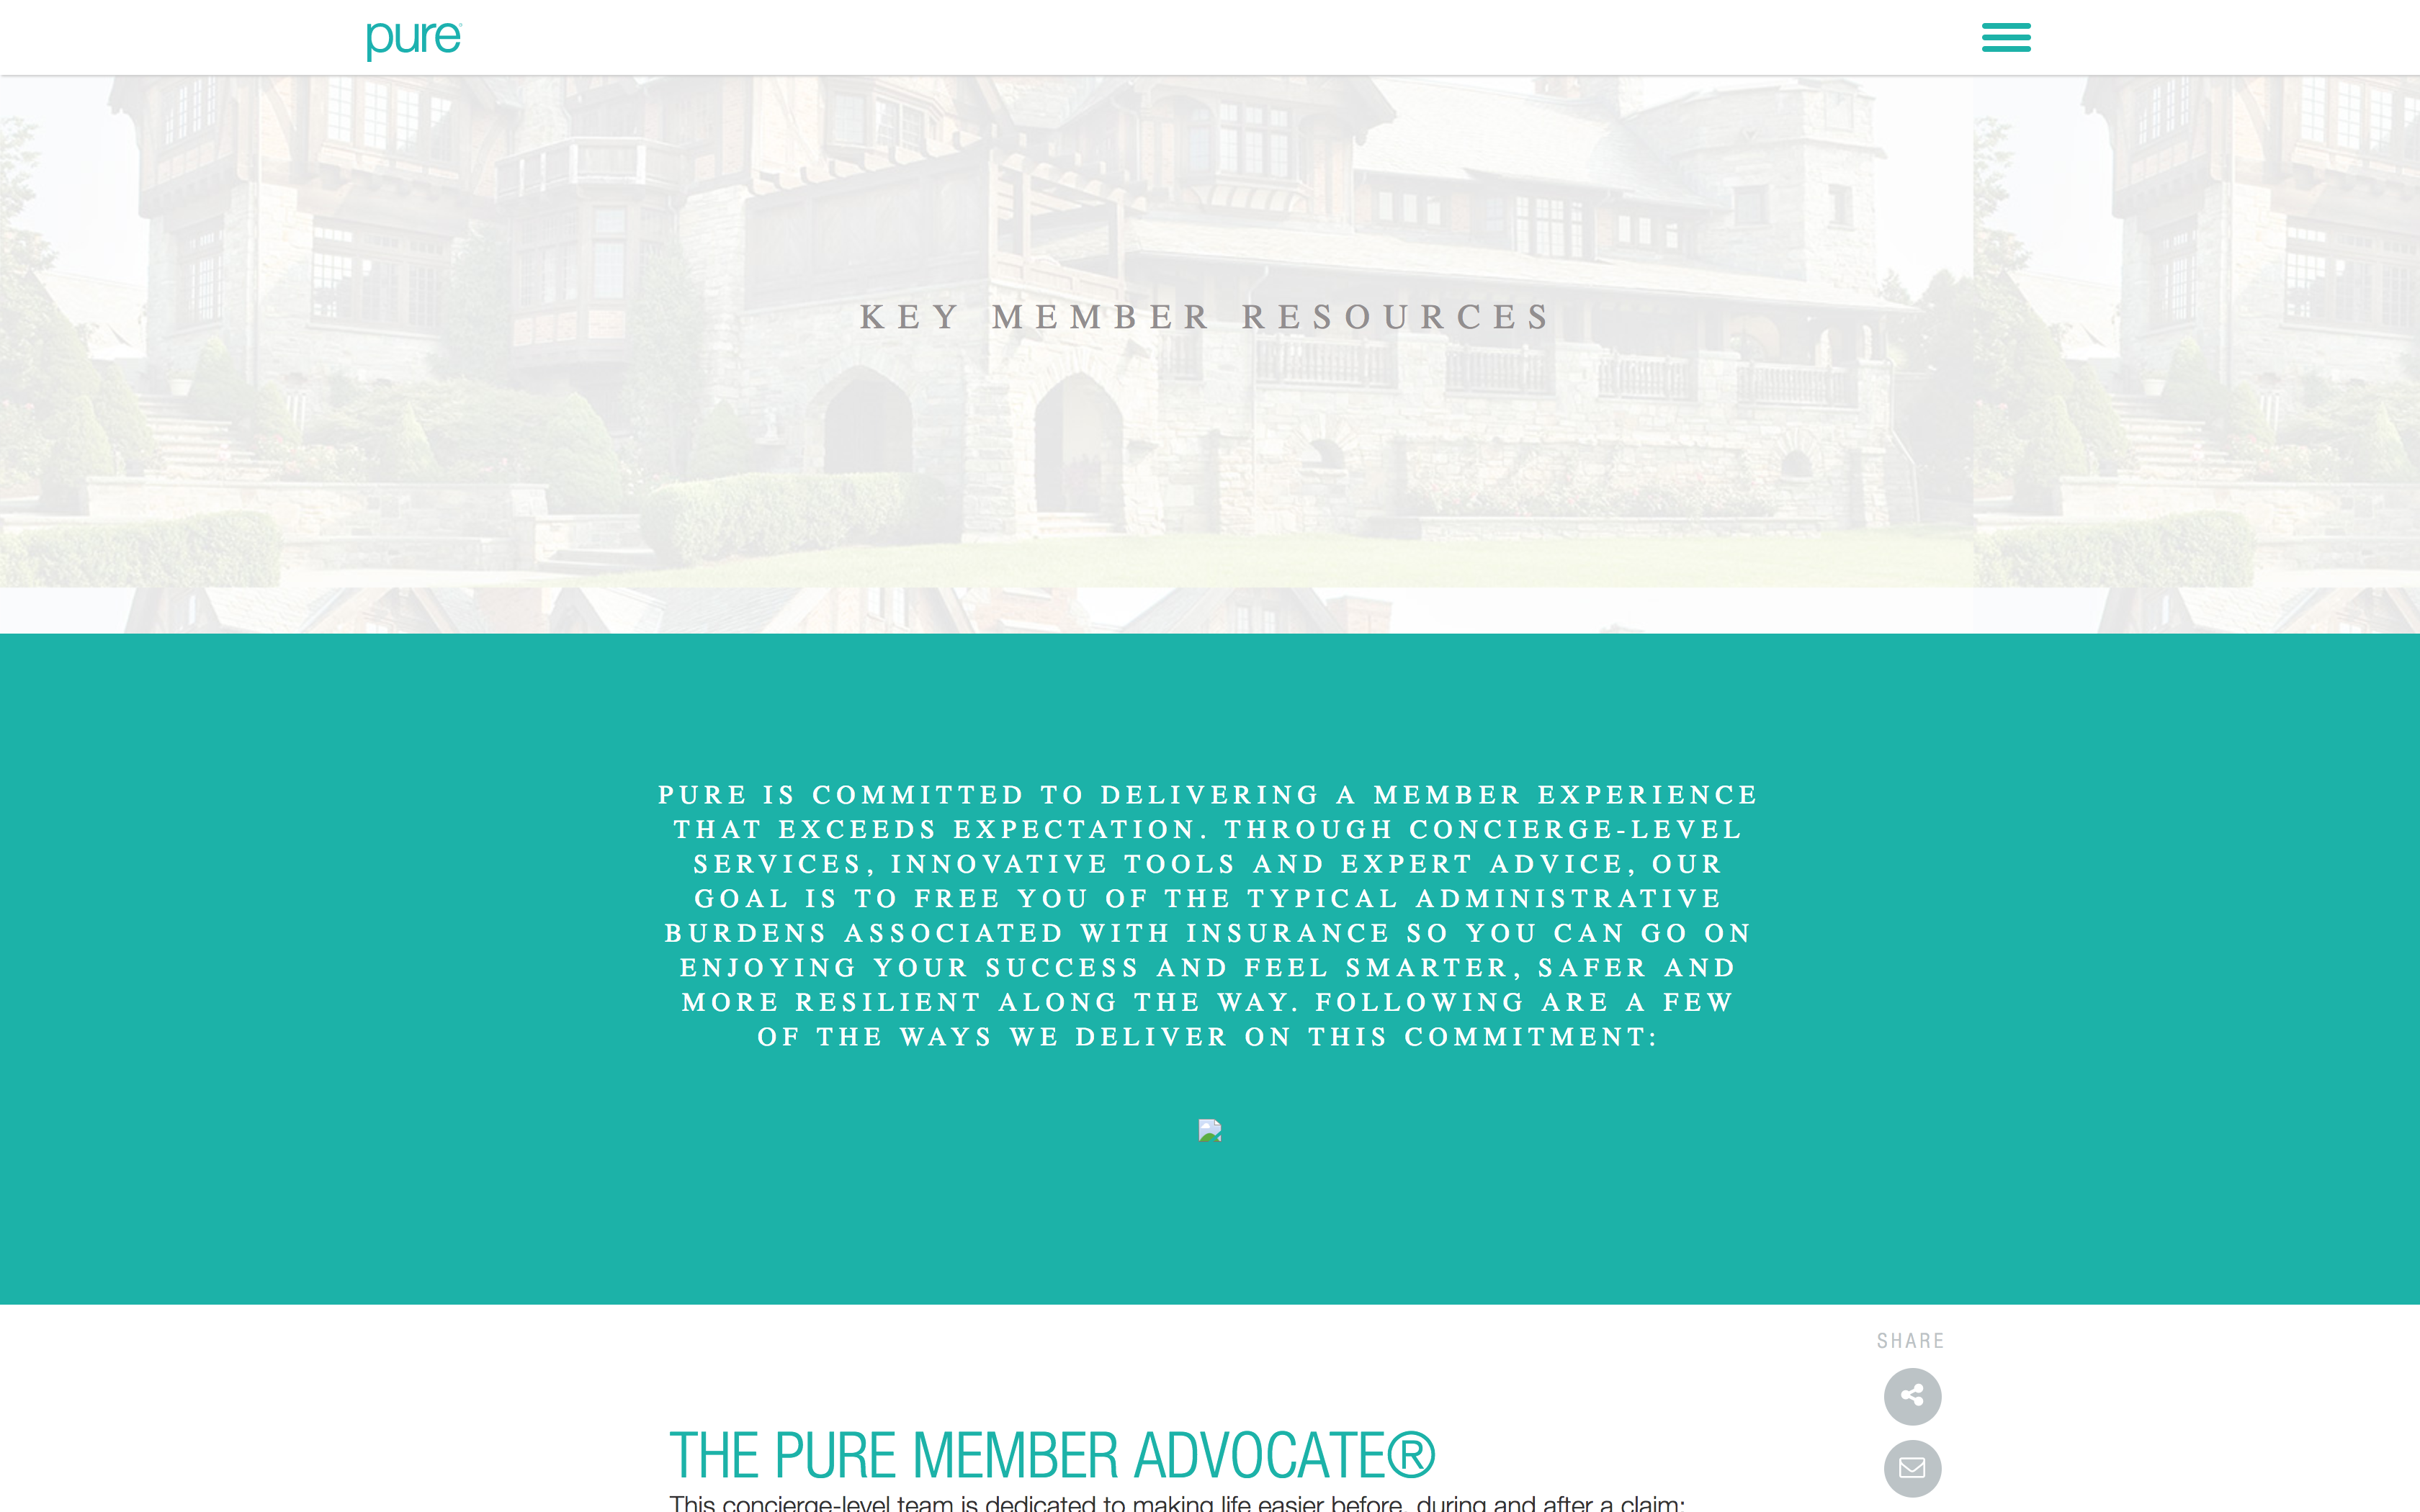 pure
KEY MEMBER RESOURCES
PURE IS COMMITTED TO DELIVERING A MEMBER EXPERIENCE
THAT EXCEEDS EXPECTATION. THROUGH CONCIERGE-LEVEL
SERVICES, INNOVATIVE TOOLS AND EXPERT ADVICE, OUR
GOAL IS TO FREE YOU OF THE TYPICAL ADMINISTRATIVE
BURDENS ASSOCIATED WITH INSURANCE SO YOU CAN GO ON
ENJOYING YOUR SUCCESS AND FEEL SMARTER, SAFER AND
MORE RESILIENT ALONG THE WAY. FOLLOWING ARE A FEW
OF THE WAYS WE DELIVER ON THIS COMMITMENT:
SHARE
THE PURE MEMBER ADVOCATE®
This concierge-level team is dedicated to making life easier before, during and after a claim: